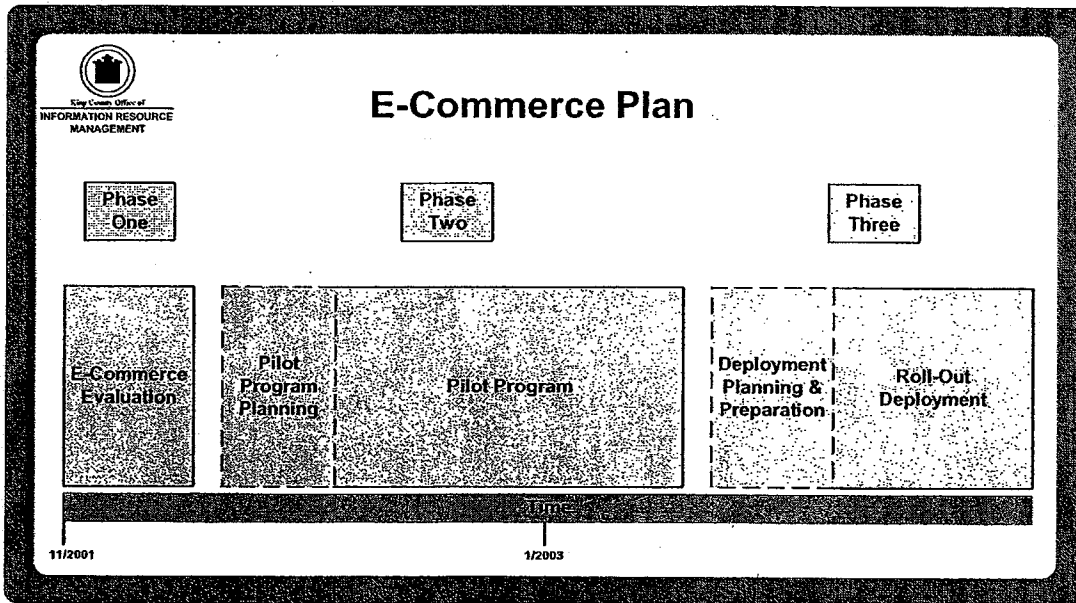 King County Office of
INFORMATION RESOURCE
MANAGEMENT
E-Commerce Plan
Phase
One
Phase
Two
Phase
Three
E-Commerce
Evaluation
Pilot
Program
Planning
Pilot Program
Deployment
Planning &
Preparation
Roll-Out
Deployment
Time
11/2001
1/2003